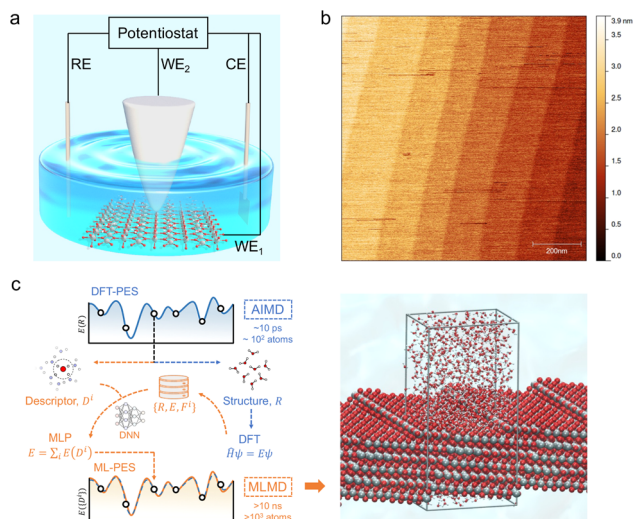 a
Potentiostat
RE
WE₂
CE
WE₁
b
3.9 nm
3.5
3.0
2.5
2.0
1.5
1.0
0.5
0.0
200nm
c
DFT-PES
E(R)
AIMD
~10 ps
~ 10² atoms
Descriptor, Dⁱ
{R, E, Fⁱ}
Structure, R
DNN
MLP
E = ∑ᵢ E(Dⁱ)
DFT
Ĥψ = Eψ
ML-PES
E({Dⁱ})
MLMD
>10 ns
>10³ atoms